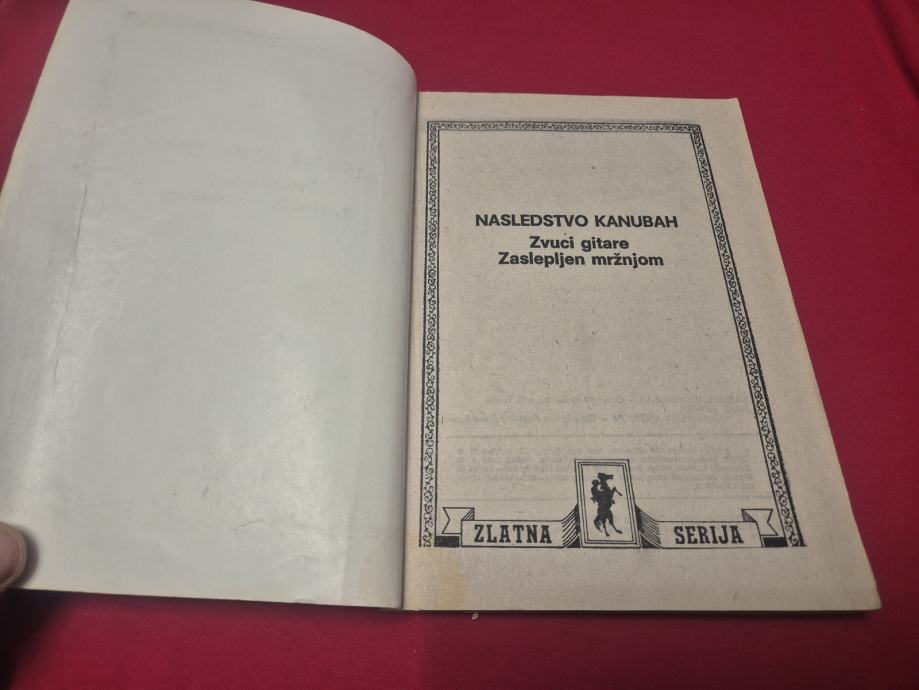 NASLEDSTVO KANUBAH
Zvuci gitare
Zaslepljen mržnjom
ZLATNA SERIJA